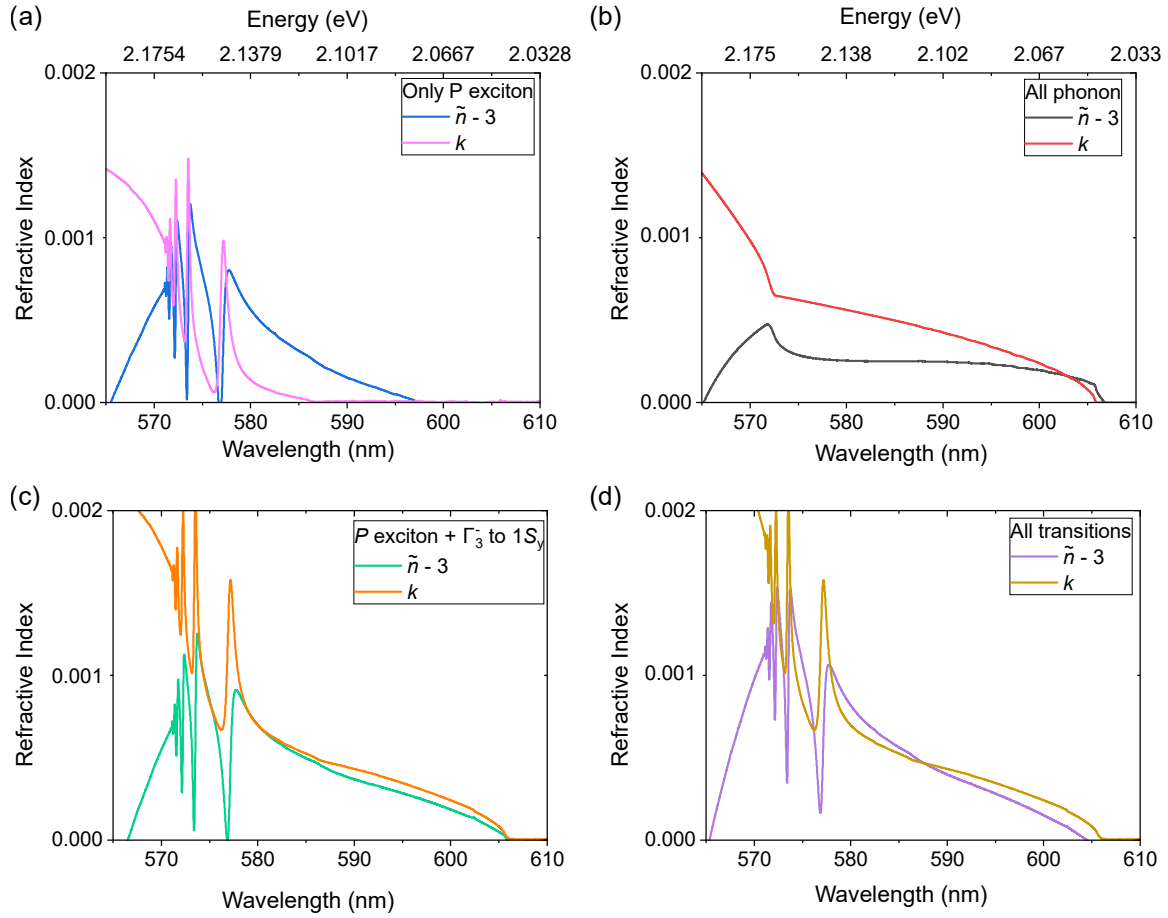 (a)
Energy (eV)
2.1754 2.1379 2.1017 2.0667 2.0328
0.002
0.001
0.000
Refractive Index
Only P exciton
ñ - 3
k
570 580 590 600 610
Wavelength (nm)
(b)
Energy (eV)
2.175 2.138 2.102 2.067 2.033
0.002
0.001
0.000
Refractive Index
All phonon
ñ - 3
k
570 580 590 600 610
Wavelength (nm)
(c)
0.002
0.001
0.000
Refractive Index
P exciton + Γ₃⁻ to 1S_y
ñ - 3
k
570 580 590 600 610
Wavelength (nm)
(d)
0.002
0.001
0.000
Refractive Index
All transitions
ñ - 3
k
570 580 590 600 610
Wavelength (nm)